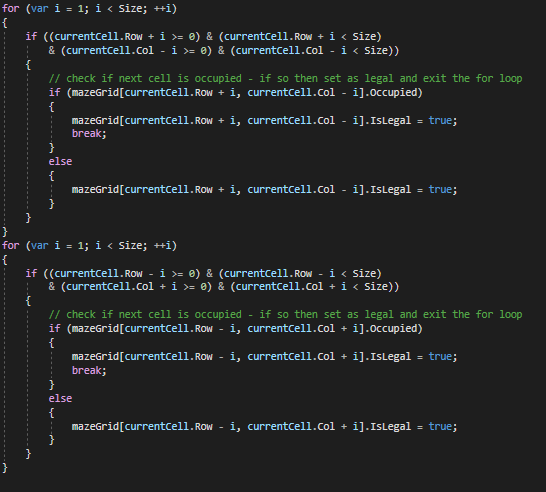 for (var i = 1; i < Size; ++i)
{
    if ((currentCell.Row + i >= 0) & (currentCell.Row + i < Size)
        & (currentCell.Col - i >= 0) & (currentCell.Col - i < Size))
    {
        // check if next cell is occupied - if so then set as legal and exit the for loop
        if (mazeGrid[currentCell.Row + i, currentCell.Col - i].Occupied)
        {
            mazeGrid[currentCell.Row + i, currentCell.Col - i].IsLegal = true;
            break;
        }
        else
        {
            mazeGrid[currentCell.Row + i, currentCell.Col - i].IsLegal = true;
        }
    }
}
for (var i = 1; i < Size; ++i)
{
    if ((currentCell.Row - i >= 0) & (currentCell.Row - i < Size)
        & (currentCell.Col + i >= 0) & (currentCell.Col + i < Size))
    {
        // check if next cell is occupied - if so then set as legal and exit the for loop
        if (mazeGrid[currentCell.Row - i, currentCell.Col + i].Occupied)
        {
            mazeGrid[currentCell.Row - i, currentCell.Col + i].IsLegal = true;
            break;
        }
        else
        {
            mazeGrid[currentCell.Row - i, currentCell.Col + i].IsLegal = true;
        }
    }
}